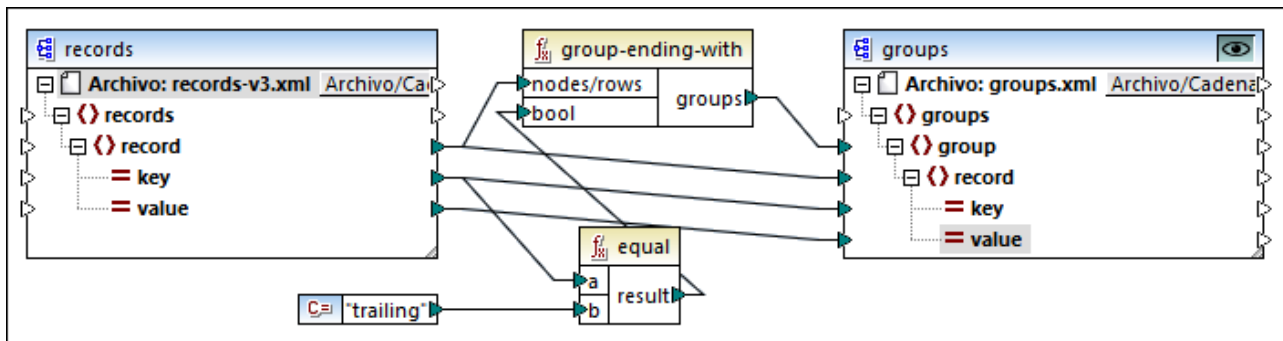 records
Archivo: records-v3.xml Archivo/Ca
records
record
key
value
group-ending-with
nodes/rows
bool
groups
equal
a
b
result
C= "trailing"
groups
Archivo: groups.xml Archivo/Cadena
groups
group
record
key
value